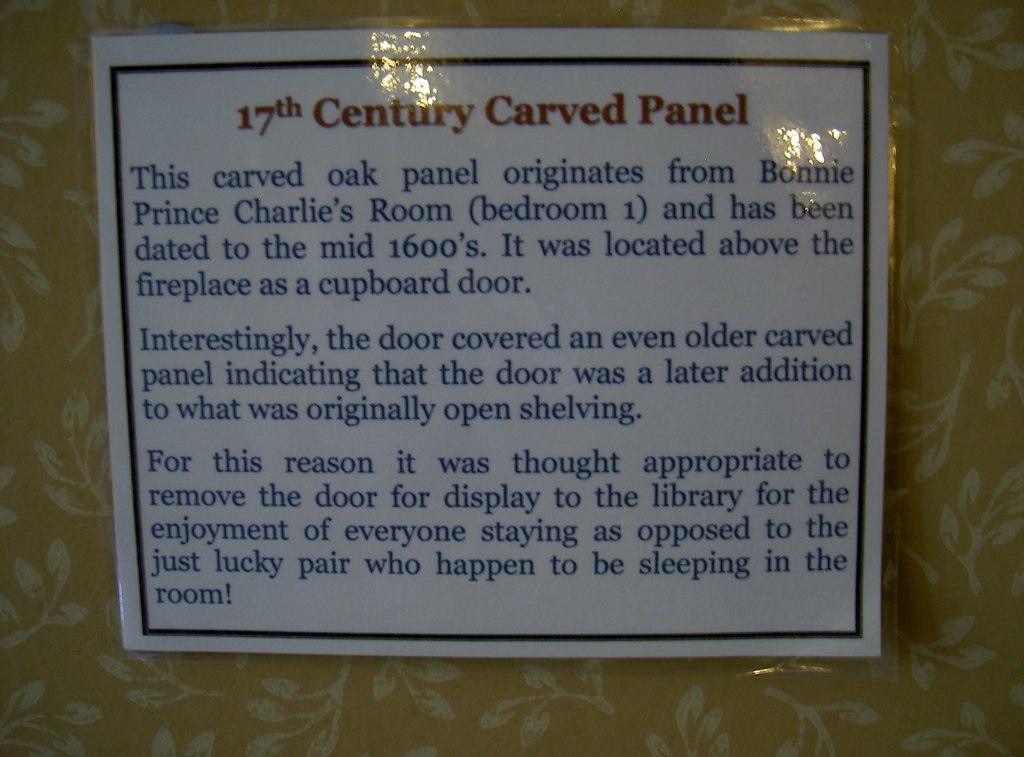 17th Century Carved Panel
This carved oak panel originates from Bonnie
Prince Charlie's Room (bedroom 1) and has been
dated to the mid 1600's. It was located above the
fireplace as a cupboard door.
Interestingly, the door covered an even older carved
panel indicating that the door was a later addition
to what was originally open shelving.
For this reason it was thought appropriate to
remove the door for display to the library for the
enjoyment of everyone staying as opposed to the
just lucky pair who happen to be sleeping in the
room!